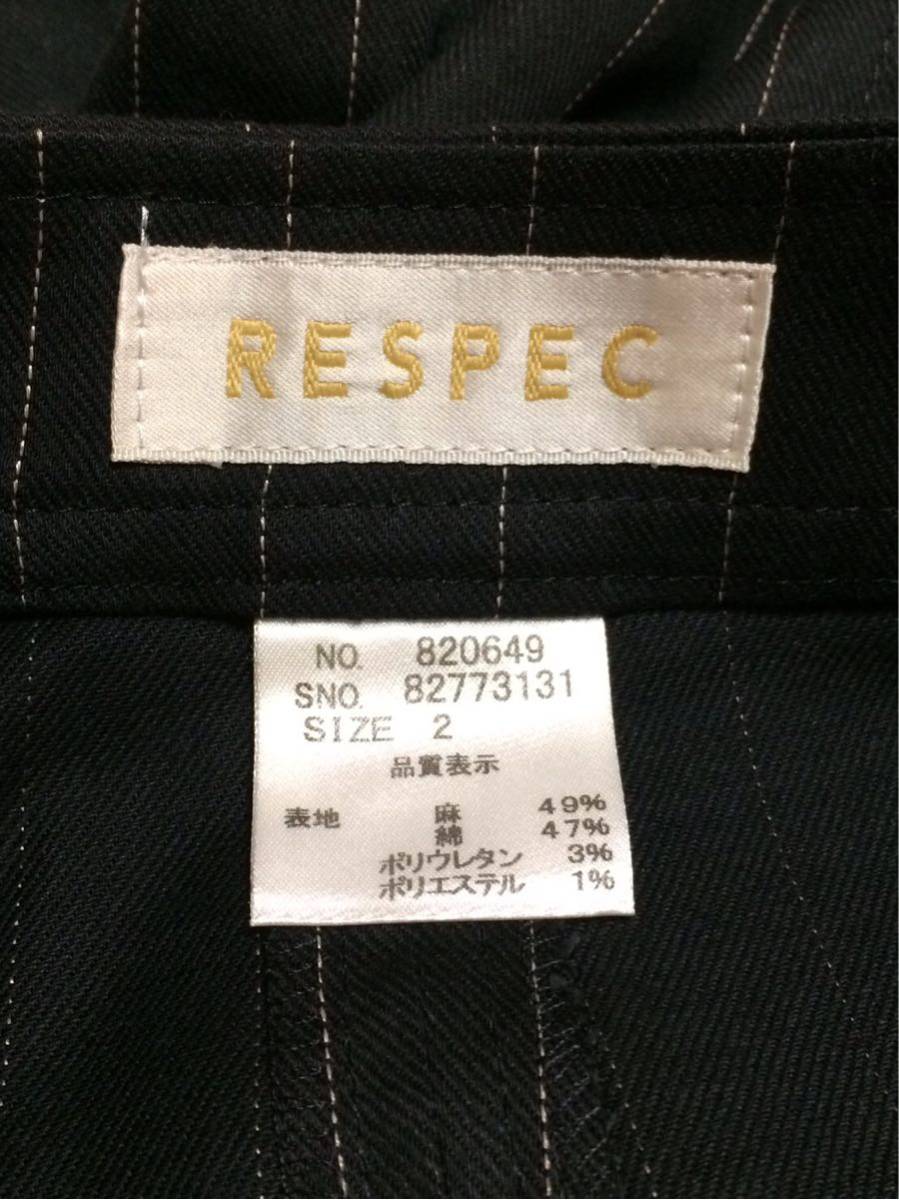 RESPEC
NO. 820649
SNO. 82773131
SIZE 2
品質表示
表地 麻 49%
綿 47%
ポリウレタン 3%
ポリエステル 1%